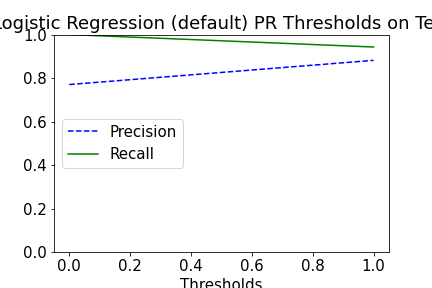 Logistic Regression (default) PR Thresholds on Te
1.0
0.8
0.6
0.4
0.2
0.0
Precision
Recall
0.0 0.2 0.4 0.6 0.8 1.0
Thresholds